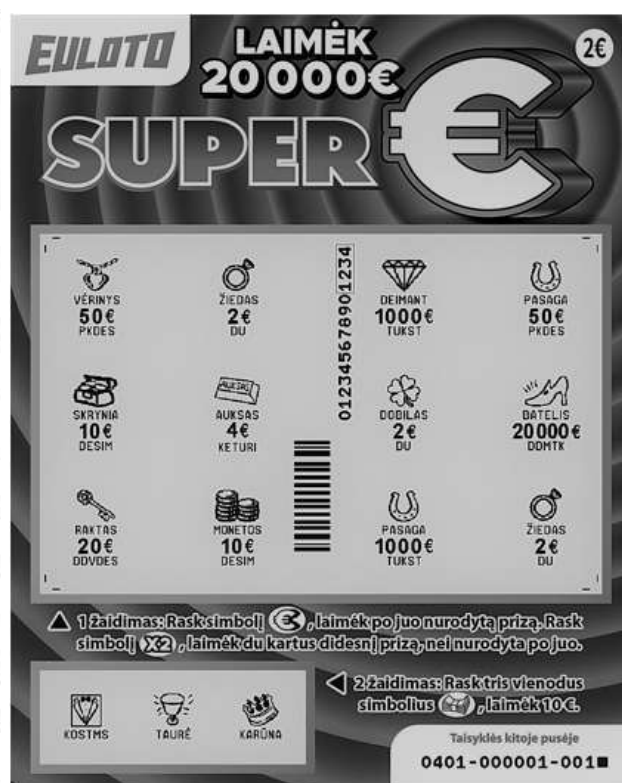 EULOTO
LAIMĖK
20 000€
2€
SUPER €
VĖRINYS
50€
PKDES
ŽIEDAS
2€
DU
DEIMANT
1000€
TUKST
PASAGA
50€
PKDES
012345678901234
SKRYNIA
10€
DESIM
AUKSAS
AUKSAS
4€
KETURI
DOBILAS
2€
DU
BATELIS
20000€
DDMTK
RAKTAS
20€
DDVDES
MONETOS
10€
DESIM
PASAGA
1000€
TUKST
ŽIEDAS
2€
DU
1 žaidimas: Rask simbolį €, laimėk po juo nurodytą prizą. Rask
simbolį X2, laimėk du kartus didesnį prizą, nei nurodyta po juo.
2 žaidimas: Rask tris vienodus
simbolius , laimėk 10€.
KOSTMS
TAURĖ
KARŪNA
Taisyklės kitoje pusėje
0401-000001-001